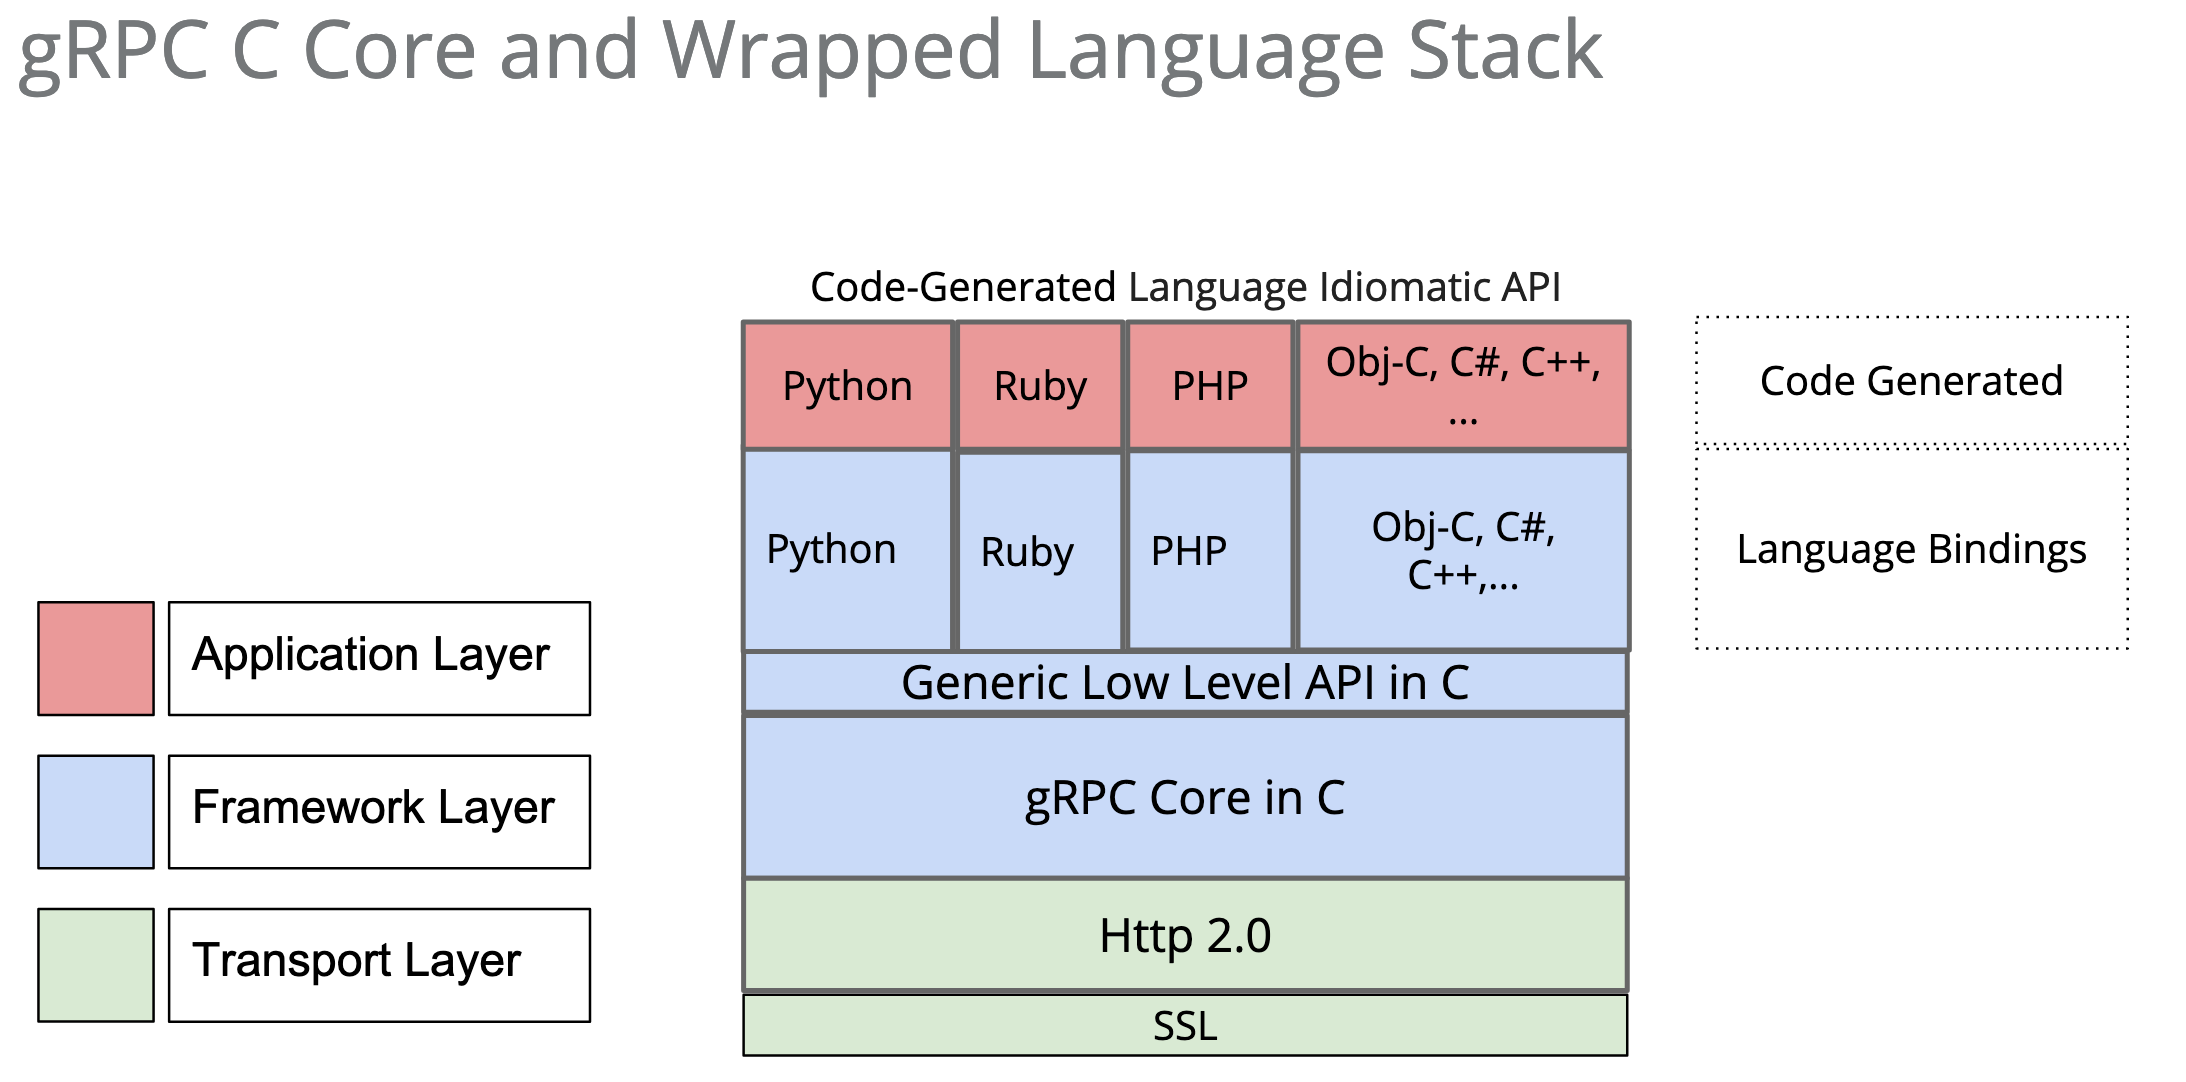 gRPC C Core and Wrapped Language Stack
Code-Generated Language Idiomatic API
Python
Ruby
PHP
Obj-C, C#, C++,
...
Code Generated
Python
Ruby
PHP
Obj-C, C#,
C++,...
Language Bindings
Generic Low Level API in C
gRPC Core in C
Http 2.0
SSL
Application Layer
Framework Layer
Transport Layer